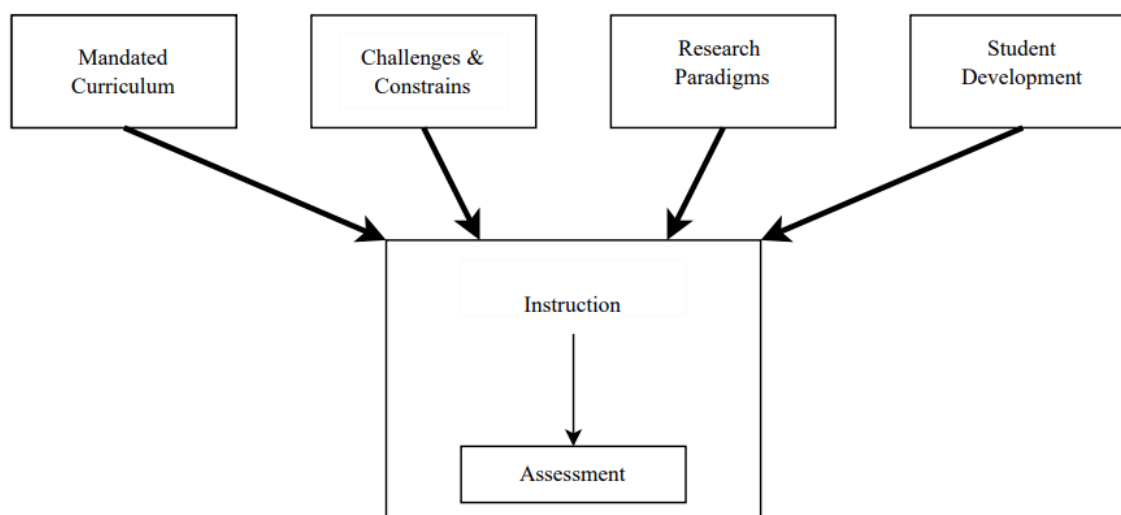 Mandated
Curriculum
Challenges &
Constrains
Research
Paradigms
Student
Development
Instruction
Assessment